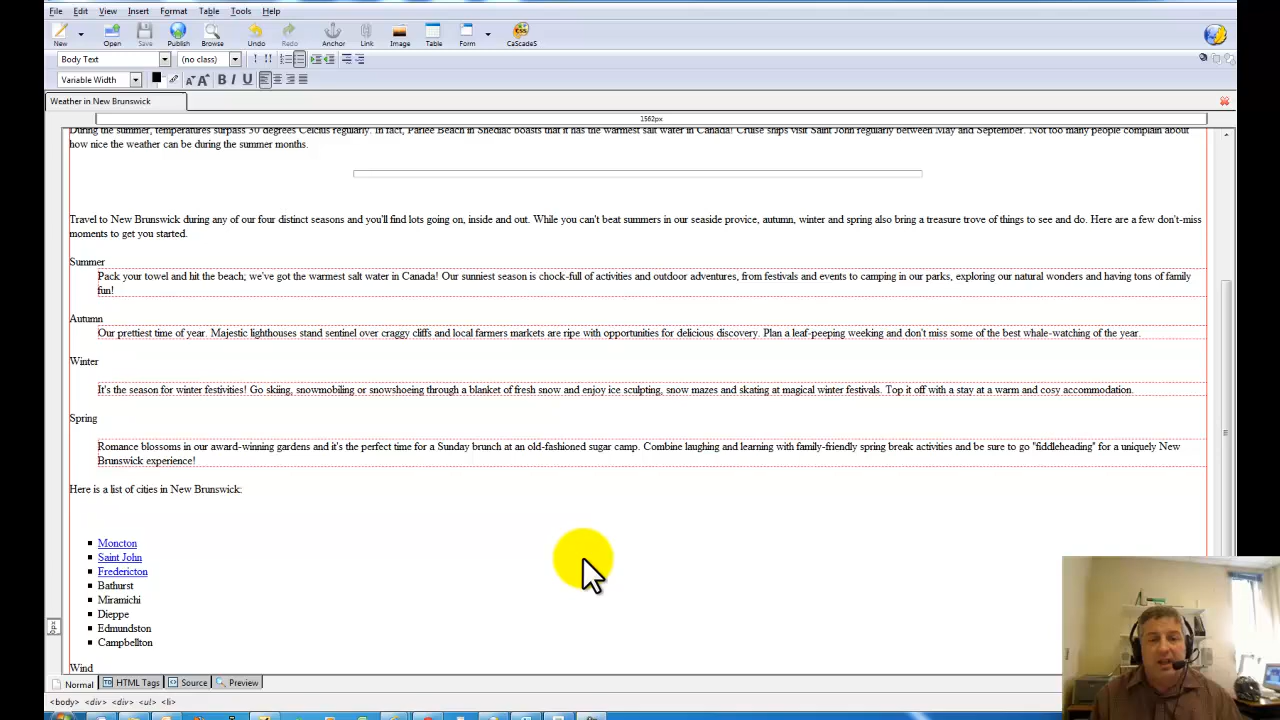 File Edit View Insert Format Table Tools Help
New Open Save Publish Browse Undo Redo Anchor Link Image Table Form CaScadeS
Body Text (no class)
Variable Width B I U
Weather in New Brunswick
1562px
During the summer, temperatures surpass 30 degrees Celcius regularly. In fact, Parlee Beach in Shediac boasts that it has the warmest salt water in Canada! Cruise ships visit Saint John regularly between May and September. Not too many people complain about
how nice the weather can be during the summer months.
Travel to New Brunswick during any of our four distinct seasons and you'll find lots going on, inside and out. While you can't beat summers in our seaside provice, autumn, winter and spring also bring a treasure trove of things to see and do. Here are a few don't-miss
moments to get you started.
Summer
Pack your towel and hit the beach; we've got the warmest salt water in Canada! Our sunniest season is chock-full of activities and outdoor adventures, from festivals and events to camping in our parks, exploring our natural wonders and having tons of family
fun!
Autumn
Our prettiest time of year. Majestic lighthouses stand sentinel over craggy cliffs and local farmers markets are ripe with opportunities for delicious discovery. Plan a leaf-peeping weeking and don't miss some of the best whale-watching of the year.
Winter
It's the season for winter festivities! Go skiing, snowmobiling or snowshoeing through a blanket of fresh snow and enjoy ice sculpting, snow mazes and skating at magical winter festivals. Top it off with a stay at a warm and cosy accommodation.
Spring
Romance blossoms in our award-winning gardens and it's the perfect time for a Sunday brunch at an old-fashioned sugar camp. Combine laughing and learning with family-friendly spring break activities and be sure to go "fiddleheading" for a uniquely New
Brunswick experience!
Here is a list of cities in New Brunswick:
Moncton
Saint John
Fredericton
Bathurst
Miramichi
Dieppe
Edmundston
Campbellton
Wind
Normal HTML Tags Source Preview
<body> <div> <div> <ul> <li>